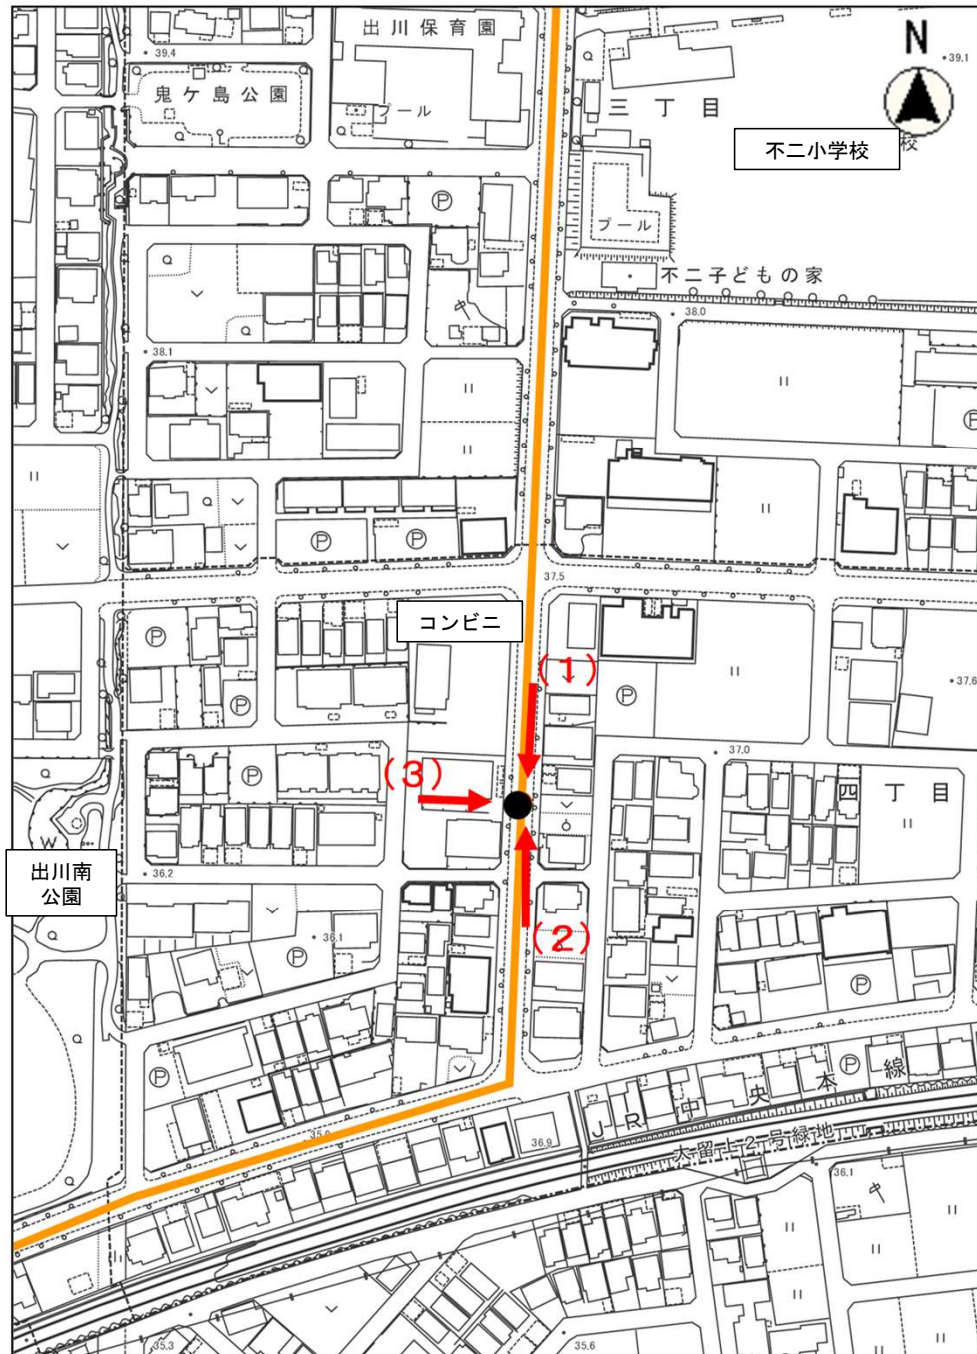 出川保育園
N
39.4
39.1
鬼ケ島公園
プール
三丁目
不二小学校
校
P
プール
不二子どもの家
38.0
38.1
P
P
P
37.5
コンビニ
P
(1)
37.6
P
P
37.0
P
(3)
四丁目
W
出川南
公園
36.2
36.1
(2)
P
P
P
P
JR中央本線
35.0
36.9
大留上2号緑地
36.1
35.3
35.6